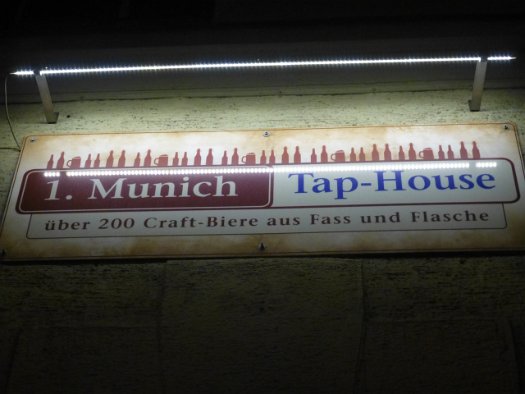 1. Munich Tap-House
über 200 Craft-Biere aus Fass und Flasche